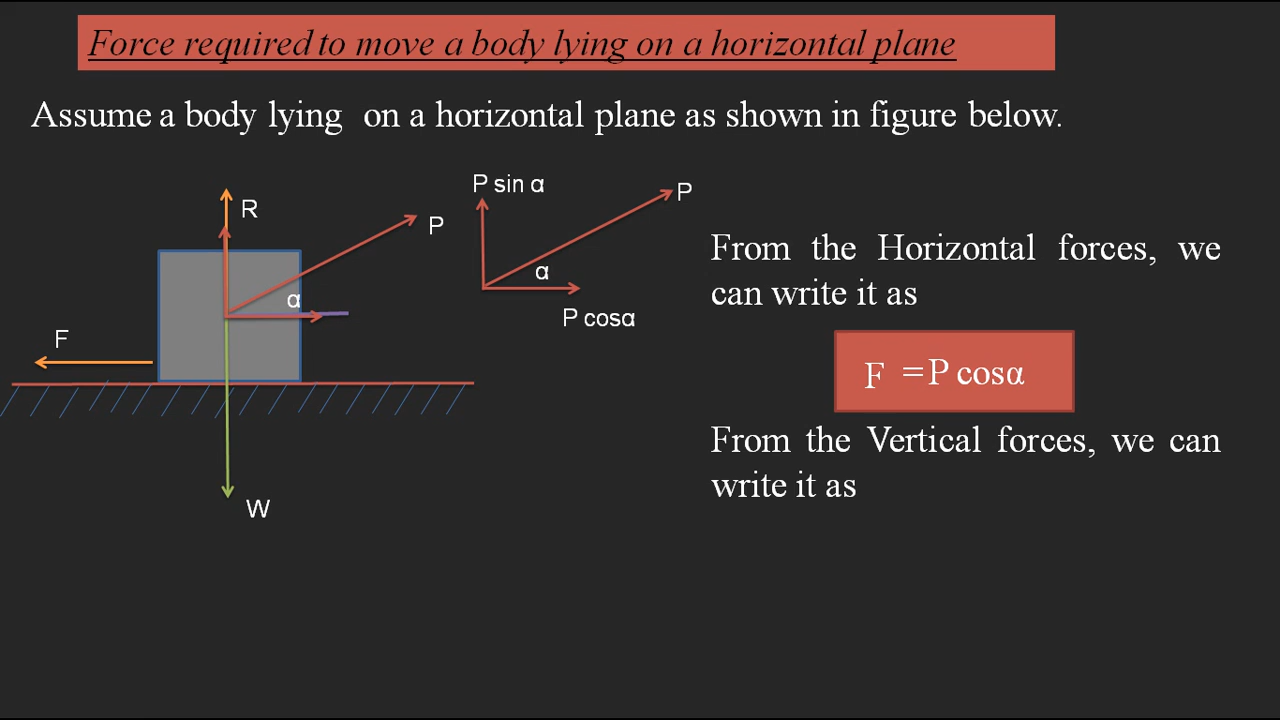 Force required to move a body lying on a horizontal plane
Assume a body lying on a horizontal plane as shown in figure below.
R
P
α
F
W
P sin α
P
α
P cosα
From the Horizontal forces, we
can write it as
F = P cosα
From the Vertical forces, we can
write it as